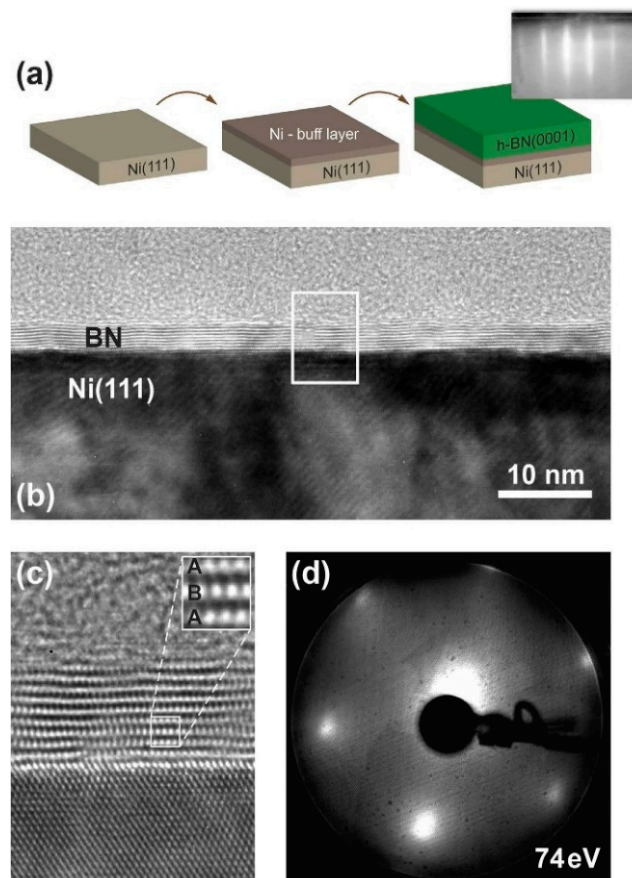 (a)
Ni(111)
Ni - buff layer
Ni(111)
h-BN(0001)
Ni(111)
BN
Ni(111)
10 nm
(b)
(c)
A
B
A
(d)
74eV